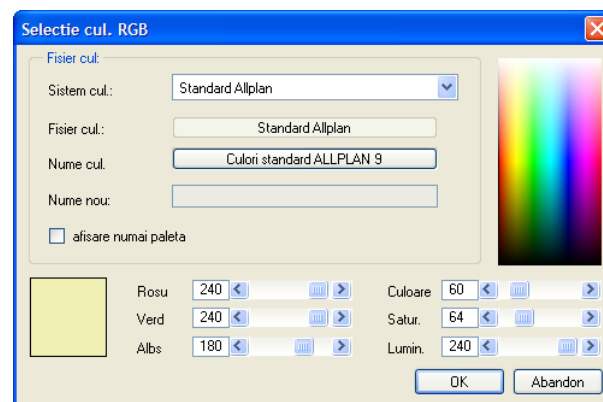 Selectie cul. RGB
Fisier cul:
Sistem cul.: Standard Allplan
Fisier cul.: Standard Allplan
Nume cul. Culori standard ALLPLAN 9
Nume nou:
afisare numai paleta
Rosu 240 Culoare 60
Verd 240 Satur. 64
Albs 180 Lumin. 240
OK Abandon